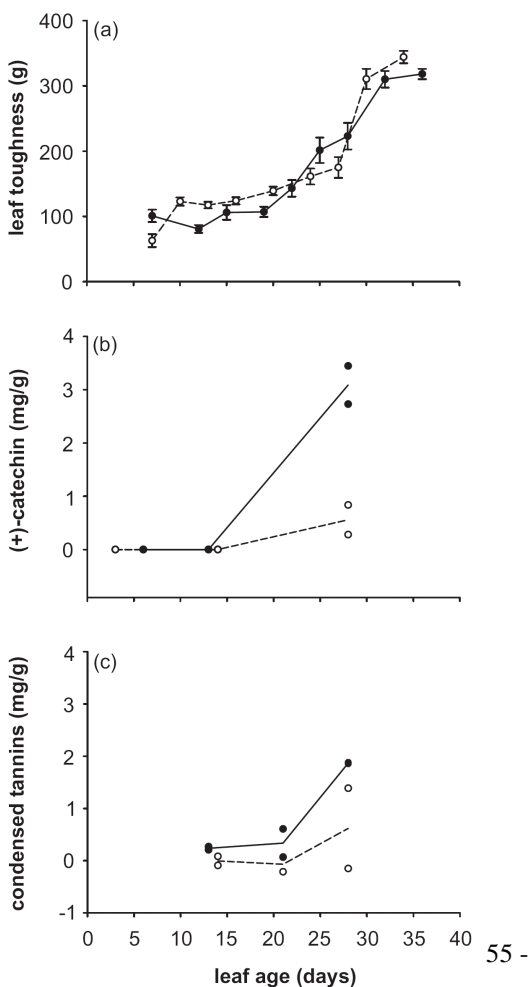 (a)
leaf toughness (g)
400
300
200
100
0
(b)
(+)-catechin (mg/g)
4
3
2
1
0
(c)
condensed tannins (mg/g)
4
3
2
1
0
-1
0 5 10 15 20 25 30 35 40
leaf age (days)
55 -